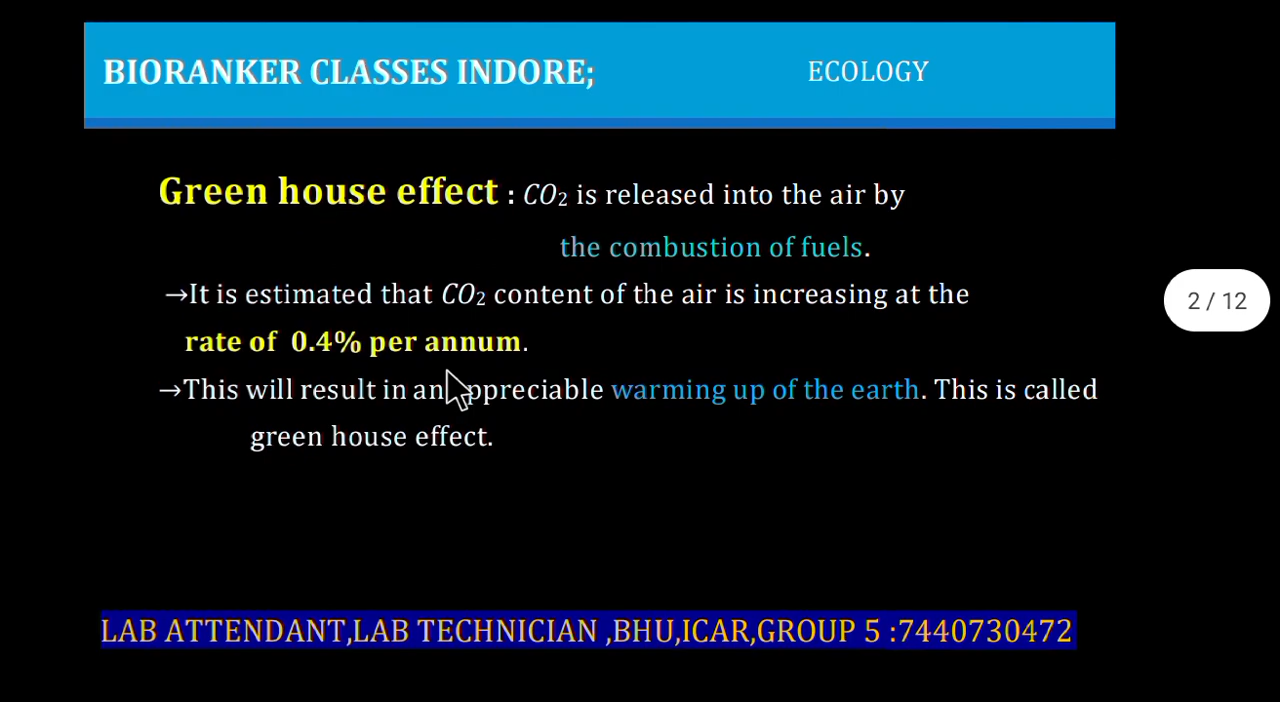 BIORANKER CLASSES INDORE; ECOLOGY
Green house effect : CO₂ is released into the air by
the combustion of fuels.
→It is estimated that CO₂ content of the air is increasing at the
rate of 0.4% per annum.
2 / 12
→This will result in an appreciable warming up of the earth. This is called
green house effect.
LAB ATTENDANT,LAB TECHNICIAN ,BHU,ICAR,GROUP 5 :7440730472